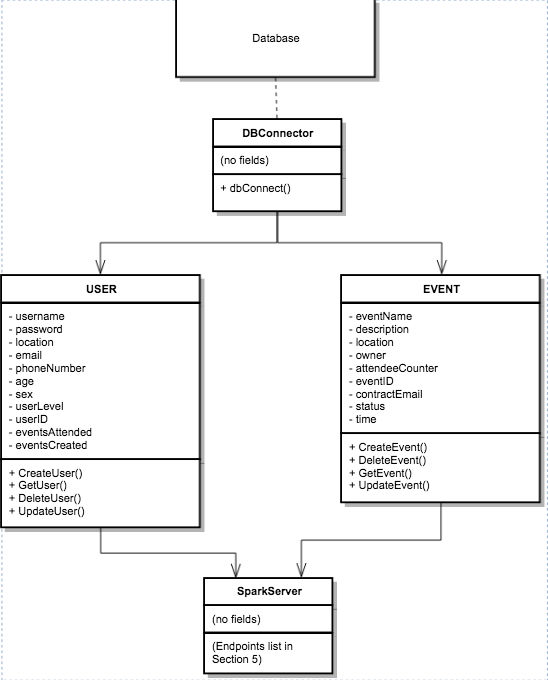 Database
DBConnector
(no fields)
+ dbConnect()
USER
- username
- password
- location
- email
- phoneNumber
- age
- sex
- userLevel
- userID
- eventsAttended
- eventsCreated
+ CreateUser()
+ GetUser()
+ DeleteUser()
+ UpdateUser()
EVENT
- eventName
- description
- location
- owner
- attendeeCounter
- eventID
- contractEmail
- status
- time
+ CreateEvent()
+ DeleteEvent()
+ GetEvent()
+ UpdateEvent()
SparkServer
(no fields)
(Endpoints list in
Section 5)